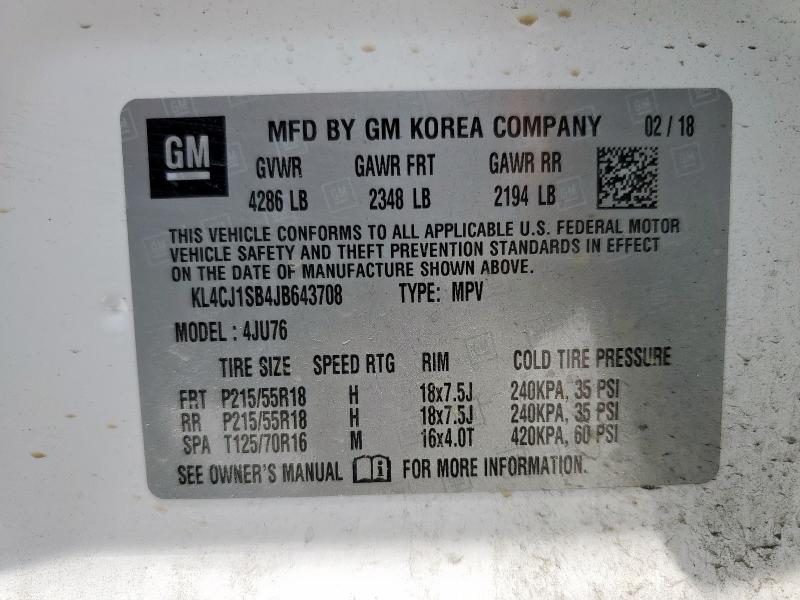 GM MFD BY GM KOREA COMPANY 02 / 18
GVWR GAWR FRT GAWR RR
4286 LB 2348 LB 2194 LB
THIS VEHICLE CONFORMS TO ALL APPLICABLE U.S. FEDERAL MOTOR
VEHICLE SAFETY AND THEFT PREVENTION STANDARDS IN EFFECT
ON THE DATE OF MANUFACTURE SHOWN ABOVE.
KL4CJ1SB4JB643708 TYPE: MPV
MODEL : 4JU76
TIRE SIZE SPEED RTG RIM COLD TIRE PRESSURE
FRT P215/55R18 H 18x7.5J 240KPA, 35 PSI
RR P215/55R18 H 18x7.5J 240KPA, 35 PSI
SPA T125/70R16 M 16x4.0T 420KPA, 60 PSI
SEE OWNER'S MANUAL FOR MORE INFORMATION.